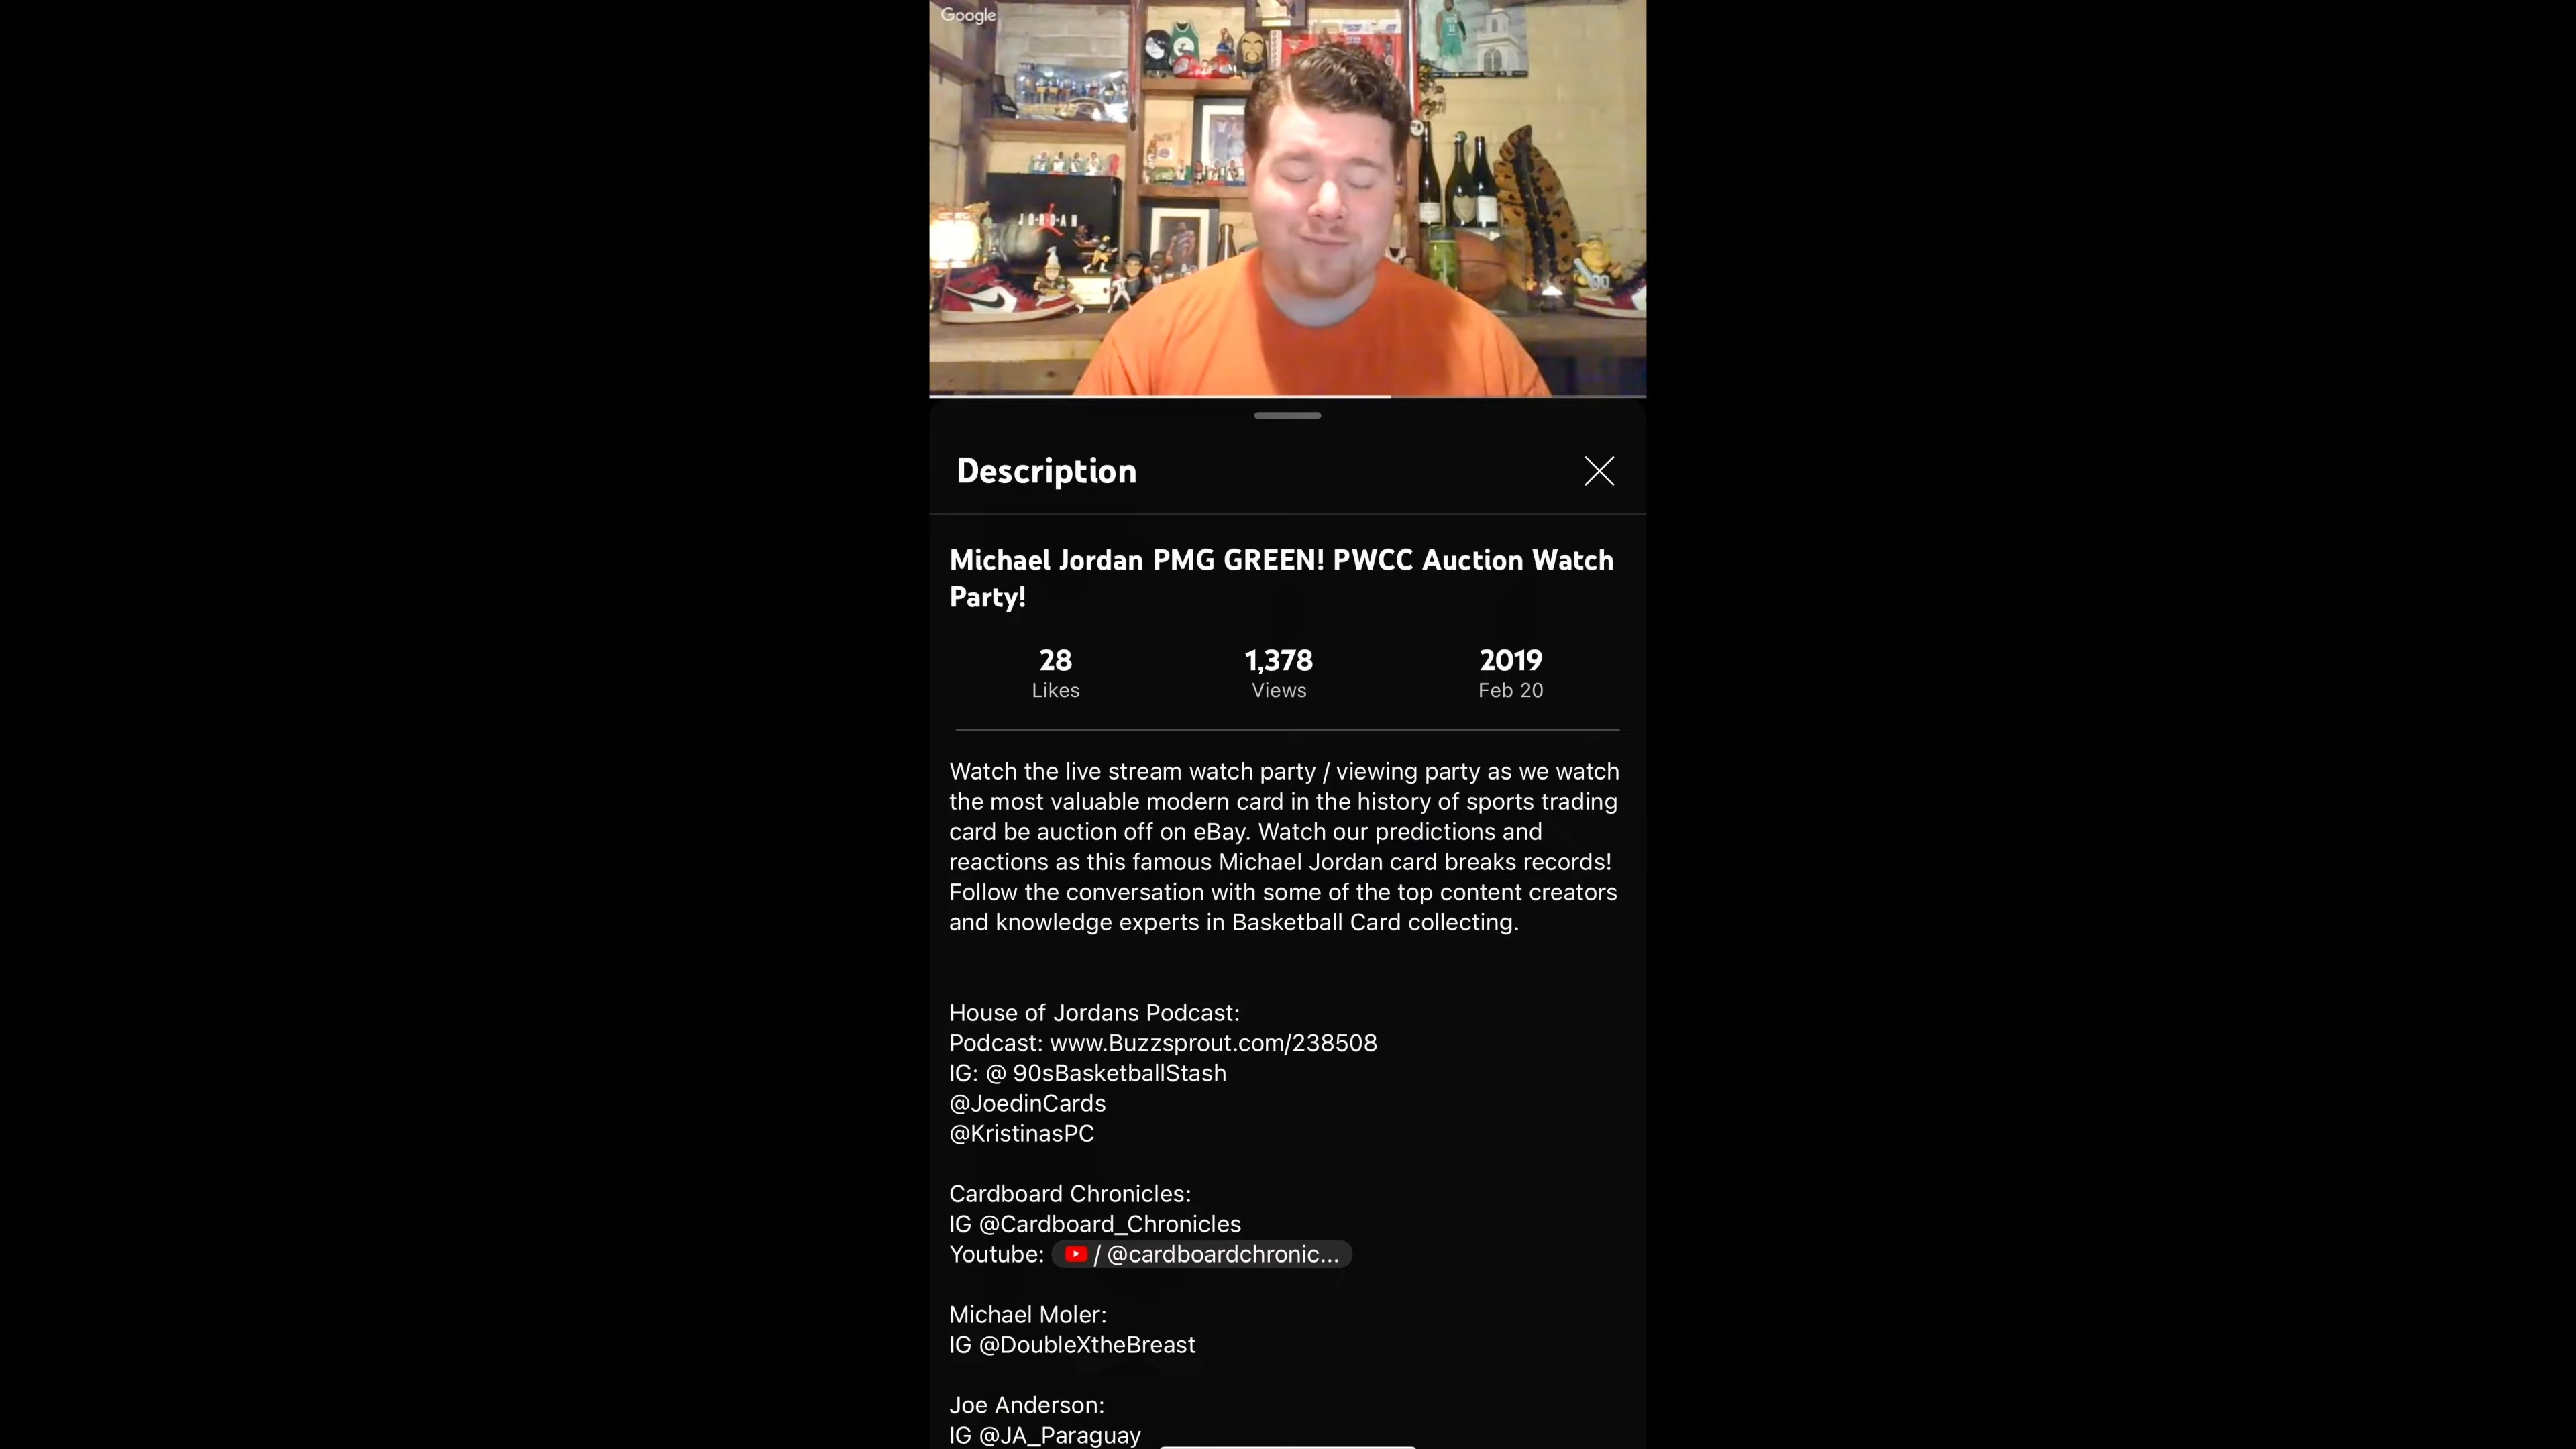 Google
JORDAN
Description
Michael Jordan PMG GREEN! PWCC Auction Watch
Party!
28
Likes
1,378
Views
2019
Feb 20
Watch the live stream watch party / viewing party as we watch
the most valuable modern card in the history of sports trading
card be auction off on eBay. Watch our predictions and
reactions as this famous Michael Jordan card breaks records!
Follow the conversation with some of the top content creators
and knowledge experts in Basketball Card collecting.
House of Jordans Podcast:
Podcast: www.Buzzsprout.com/238508
IG: @ 90sBasketballStash
@JoedinCards
@KristinasPC
Cardboard Chronicles:
IG @Cardboard_Chronicles
Youtube: / @cardboardchronic...
Michael Moler:
IG @DoubleXtheBreast
Joe Anderson:
IG @JA_Paraguay